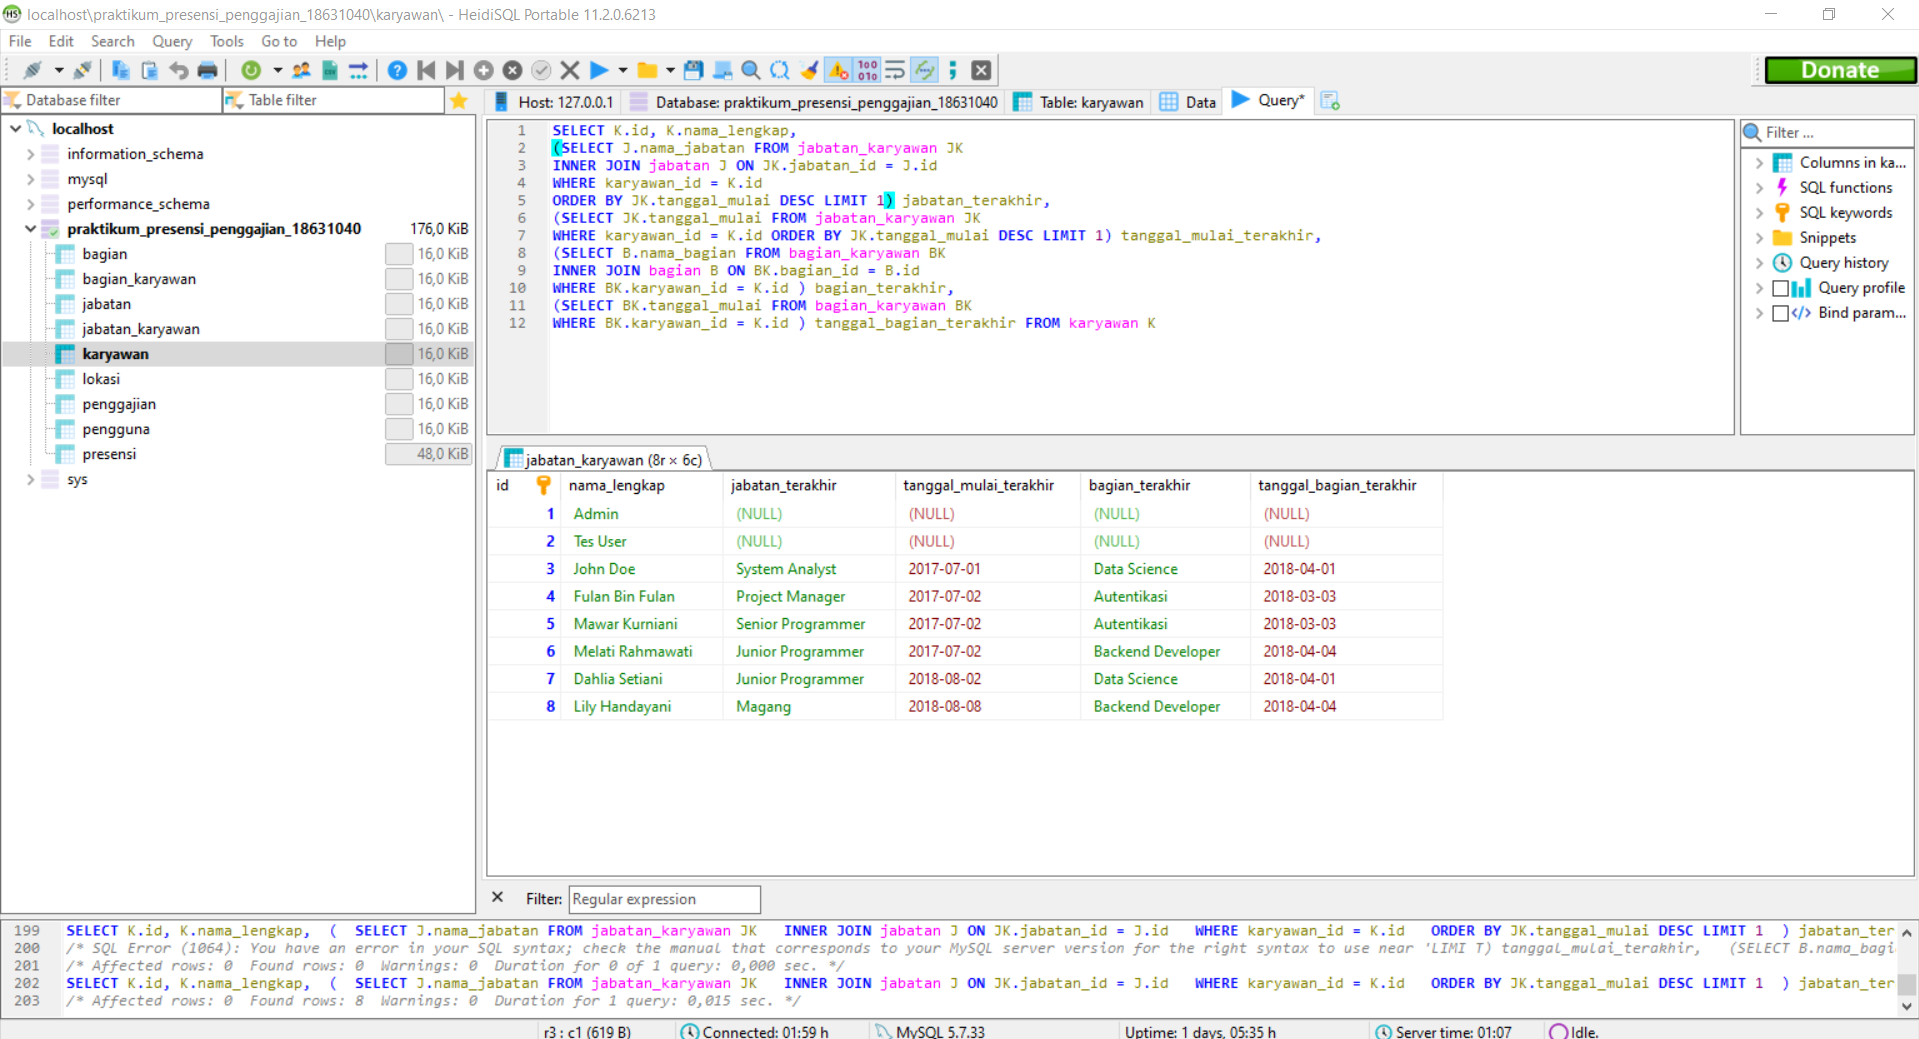 localhost\praktikum_presensi_penggajian_18631040\karyawan\ - HeidiSQL Portable 11.2.0.6213
File Edit Search Query Tools Go to Help
Donate
Database filter Table filter
Host: 127.0.0.1 Database: praktikum_presensi_penggajian_18631040 Table: karyawan Data Query*
localhost
information_schema
mysql
performance_schema
praktikum_presensi_penggajian_18631040 176,0 KiB
bagian 16,0 KiB
bagian_karyawan 16,0 KiB
jabatan 16,0 KiB
jabatan_karyawan 16,0 KiB
karyawan 16,0 KiB
lokasi 16,0 KiB
penggajian 16,0 KiB
pengguna 16,0 KiB
presensi 48,0 KiB
sys
1 SELECT K.id, K.nama_lengkap,
2 (SELECT J.nama_jabatan FROM jabatan_karyawan JK
3 INNER JOIN jabatan J ON JK.jabatan_id = J.id
4 WHERE karyawan_id = K.id
5 ORDER BY JK.tanggal_mulai DESC LIMIT 1) jabatan_terakhir,
6 (SELECT JK.tanggal_mulai FROM jabatan_karyawan JK
7 WHERE karyawan_id = K.id ORDER BY JK.tanggal_mulai DESC LIMIT 1) tanggal_mulai_terakhir,
8 (SELECT B.nama_bagian FROM bagian_karyawan BK
9 INNER JOIN bagian B ON BK.bagian_id = B.id
10 WHERE BK.karyawan_id = K.id ) bagian_terakhir,
11 (SELECT BK.tanggal_mulai FROM bagian_karyawan BK
12 WHERE BK.karyawan_id = K.id ) tanggal_bagian_terakhir FROM karyawan K
Filter ...
Columns in ka...
SQL functions
SQL keywords
Snippets
Query history
Query profile
Bind param...
jabatan_karyawan (8r × 6c)
id nama_lengkap jabatan_terakhir tanggal_mulai_terakhir bagian_terakhir tanggal_bagian_terakhir
1 Admin (NULL) (NULL) (NULL) (NULL)
2 Tes User (NULL) (NULL) (NULL) (NULL)
3 John Doe System Analyst 2017-07-01 Data Science 2018-04-01
4 Fulan Bin Fulan Project Manager 2017-07-02 Autentikasi 2018-03-03
5 Mawar Kurniani Senior Programmer 2017-07-02 Autentikasi 2018-03-03
6 Melati Rahmawati Junior Programmer 2017-07-02 Backend Developer 2018-04-04
7 Dahlia Setiani Junior Programmer 2018-08-02 Data Science 2018-04-01
8 Lily Handayani Magang 2018-08-08 Backend Developer 2018-04-04
Filter: Regular expression
199 SELECT K.id, K.nama_lengkap, ( SELECT J.nama_jabatan FROM jabatan_karyawan JK INNER JOIN jabatan J ON JK.jabatan_id = J.id WHERE karyawan_id = K.id ORDER BY JK.tanggal_mulai DESC LIMIT 1 ) jabatan_ter
200 /* SQL Error (1064): You have an error in your SQL syntax; check the manual that corresponds to your MySQL server version for the right syntax to use near 'LIMI T) tanggal_mulai_terakhir, (SELECT B.nama_bagi
201 /* Affected rows: 0 Found rows: 0 Warnings: 0 Duration for 0 of 1 query: 0,000 sec. */
202 SELECT K.id, K.nama_lengkap, ( SELECT J.nama_jabatan FROM jabatan_karyawan JK INNER JOIN jabatan J ON JK.jabatan_id = J.id WHERE karyawan_id = K.id ORDER BY JK.tanggal_mulai DESC LIMIT 1 ) jabatan_ter
203 /* Affected rows: 0 Found rows: 8 Warnings: 0 Duration for 1 query: 0,015 sec. */
r3 : c1 (619 B) Connected: 01:59 h MySQL 5.7.33 Uptime: 1 days, 05:35 h Server time: 01:07 Idle.